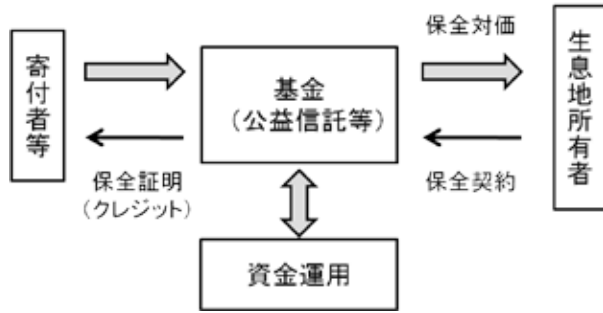 寄付者等
保全証明
(クレジット)
基金
(公益信託等)
資金運用
保全対価
保全契約
生息地所有者